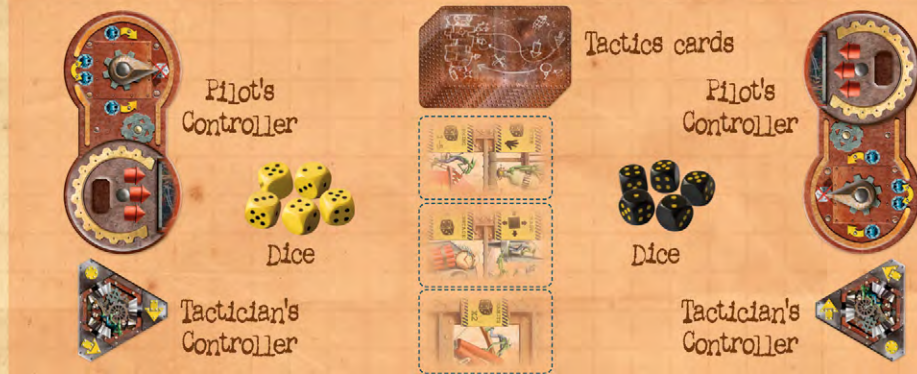 Tactics cards
Pilot's
Controller
Pilot's
Controller
Dice
Dice
Tactician's
Controller
Tactician's
Controller